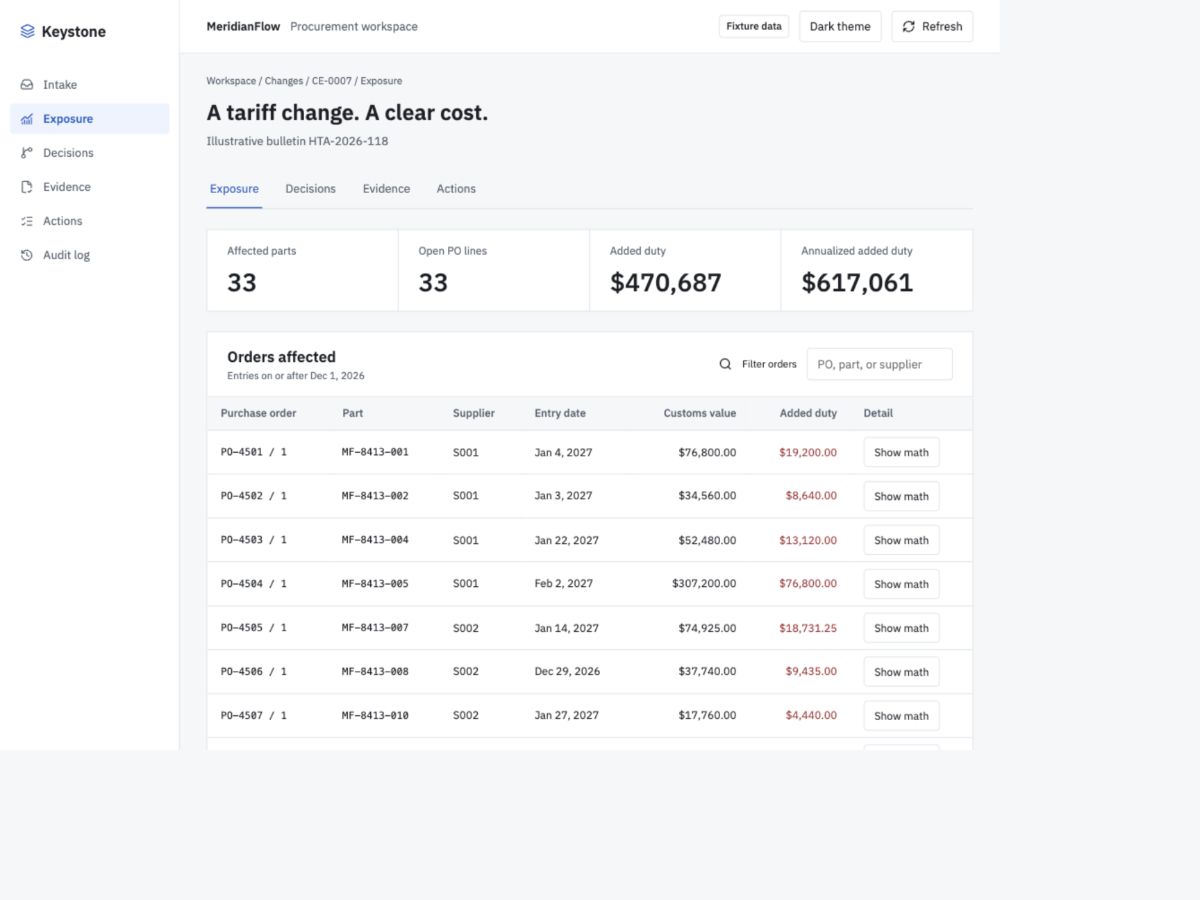 Keystone
MeridianFlow Procurement workspace
Fixture data
Dark theme
Refresh
Intake
Exposure
Decisions
Evidence
Actions
Audit log
Workspace / Changes / CE-0007 / Exposure
A tariff change. A clear cost.
Illustrative bulletin HTA-2026-118
Exposure Decisions Evidence Actions
Affected parts
33
Open PO lines
33
Added duty
$470,687
Annualized added duty
$617,061
Orders affected
Entries on or after Dec 1, 2026
Filter orders
PO, part, or supplier
Purchase order Part Supplier Entry date Customs value Added duty Detail
PO-4501 / 1 MF-8413-001 S001 Jan 4, 2027 $76,800.00 $19,200.00 Show math
PO-4502 / 1 MF-8413-002 S001 Jan 3, 2027 $34,560.00 $8,640.00 Show math
PO-4503 / 1 MF-8413-004 S001 Jan 22, 2027 $52,480.00 $13,120.00 Show math
PO-4504 / 1 MF-8413-005 S001 Feb 2, 2027 $307,200.00 $76,800.00 Show math
PO-4505 / 1 MF-8413-007 S002 Jan 14, 2027 $74,925.00 $18,731.25 Show math
PO-4506 / 1 MF-8413-008 S002 Dec 29, 2026 $37,740.00 $9,435.00 Show math
PO-4507 / 1 MF-8413-010 S002 Jan 27, 2027 $17,760.00 $4,440.00 Show math